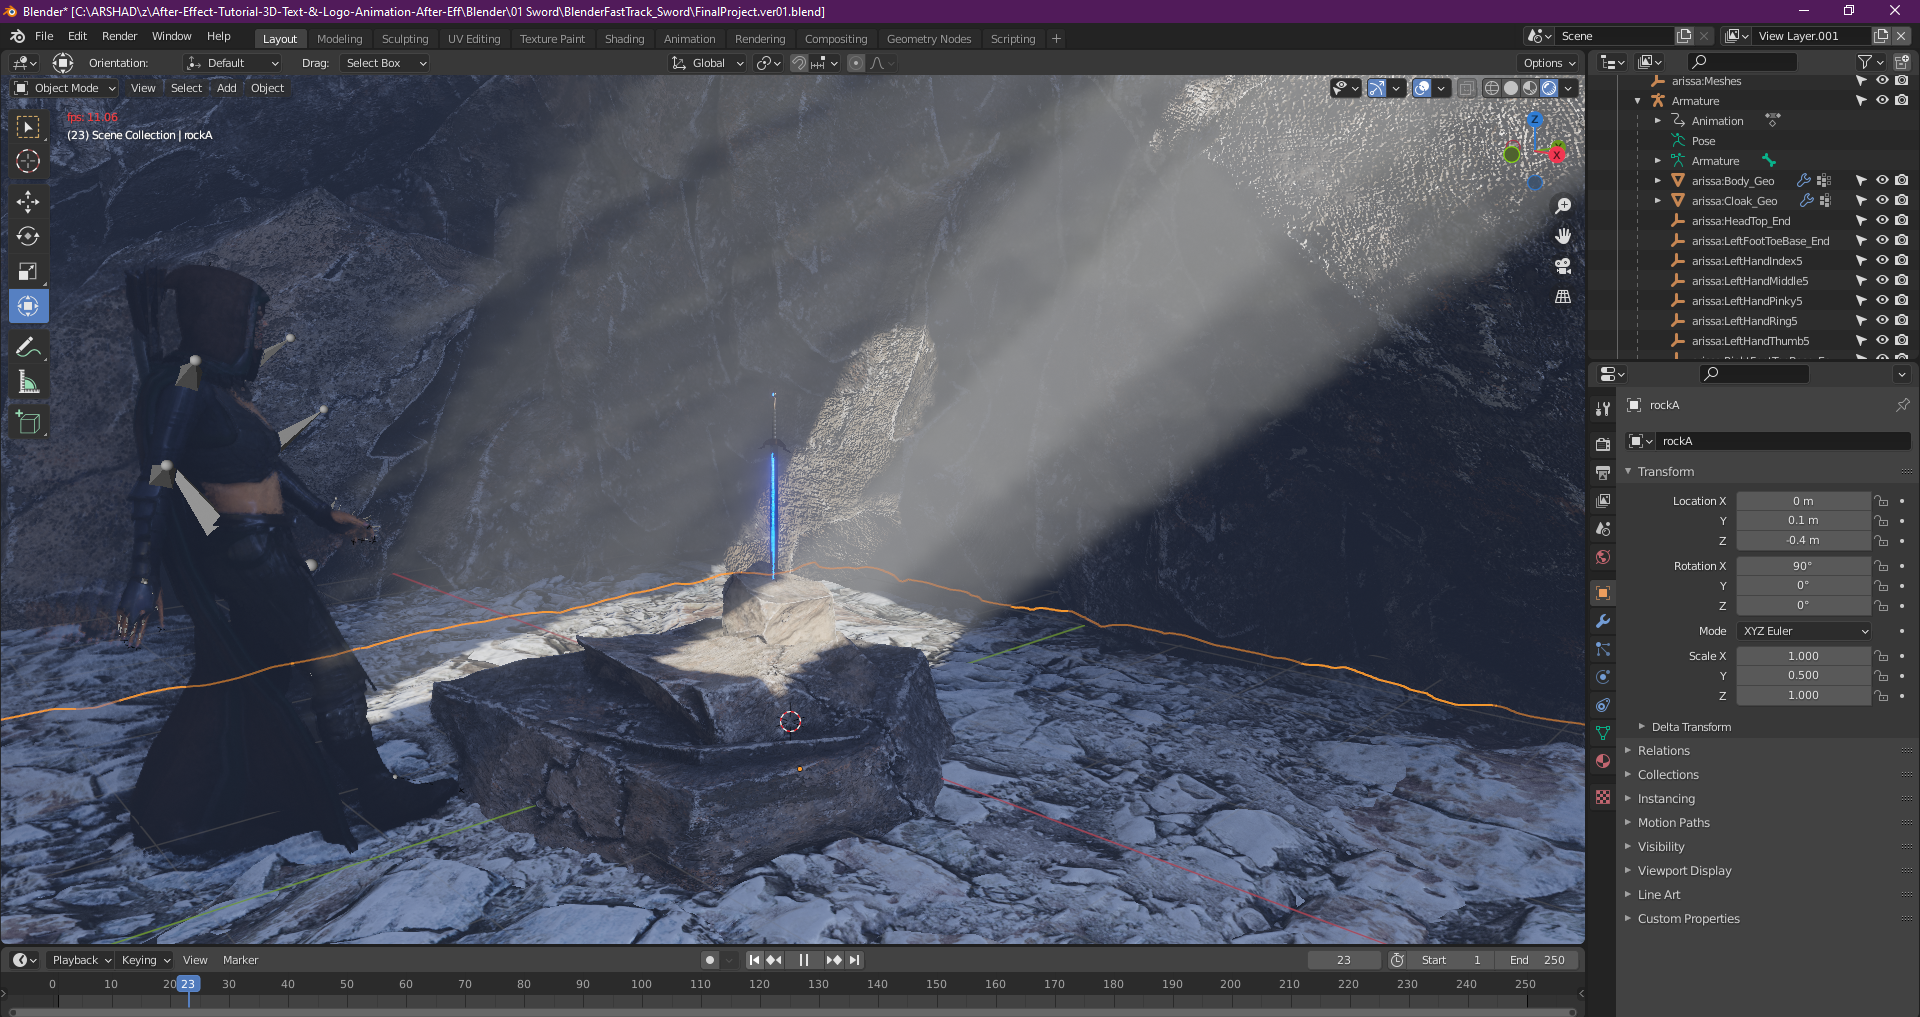 Blender* [C:\ARSHAD\z\After-Effect-Tutorial-3D-Text-&-Logo-Animation-After-Eff\Blender\01 Sword\BlenderFastTrack_Sword\FinalProject.ver01.blend]
File Edit Render Window Help Layout Modeling Sculpting UV Editing Texture Paint Shading Animation Rendering Compositing Geometry Nodes Scripting + Scene View Layer.001
Orientation: Default Drag: Select Box Global Options
Object Mode View Select Add Object
fps: 11.06
(23) Scene Collection | rockA
Z
X
arissa:Meshes
Armature
Animation
Pose
Armature
arissa:Body_Geo
arissa:Cloak_Geo
arissa:HeadTop_End
arissa:LeftFootToeBase_End
arissa:LeftHandIndex5
arissa:LeftHandMiddle5
arissa:LeftHandPinky5
arissa:LeftHandRing5
arissa:LeftHandThumb5
rockA
rockA
Transform
Location X 0 m
Y 0.1 m
Z -0.4 m
Rotation X 90°
Y 0°
Z 0°
Mode XYZ Euler
Scale X 1.000
Y 0.500
Z 1.000
Delta Transform
Relations
Collections
Instancing
Motion Paths
Visibility
Viewport Display
Line Art
Custom Properties
Playback Keying View Marker 23 Start 1 End 250
0 10 20 23 30 40 50 60 70 80 90 100 110 120 130 140 150 160 170 180 190 200 210 220 230 240 250